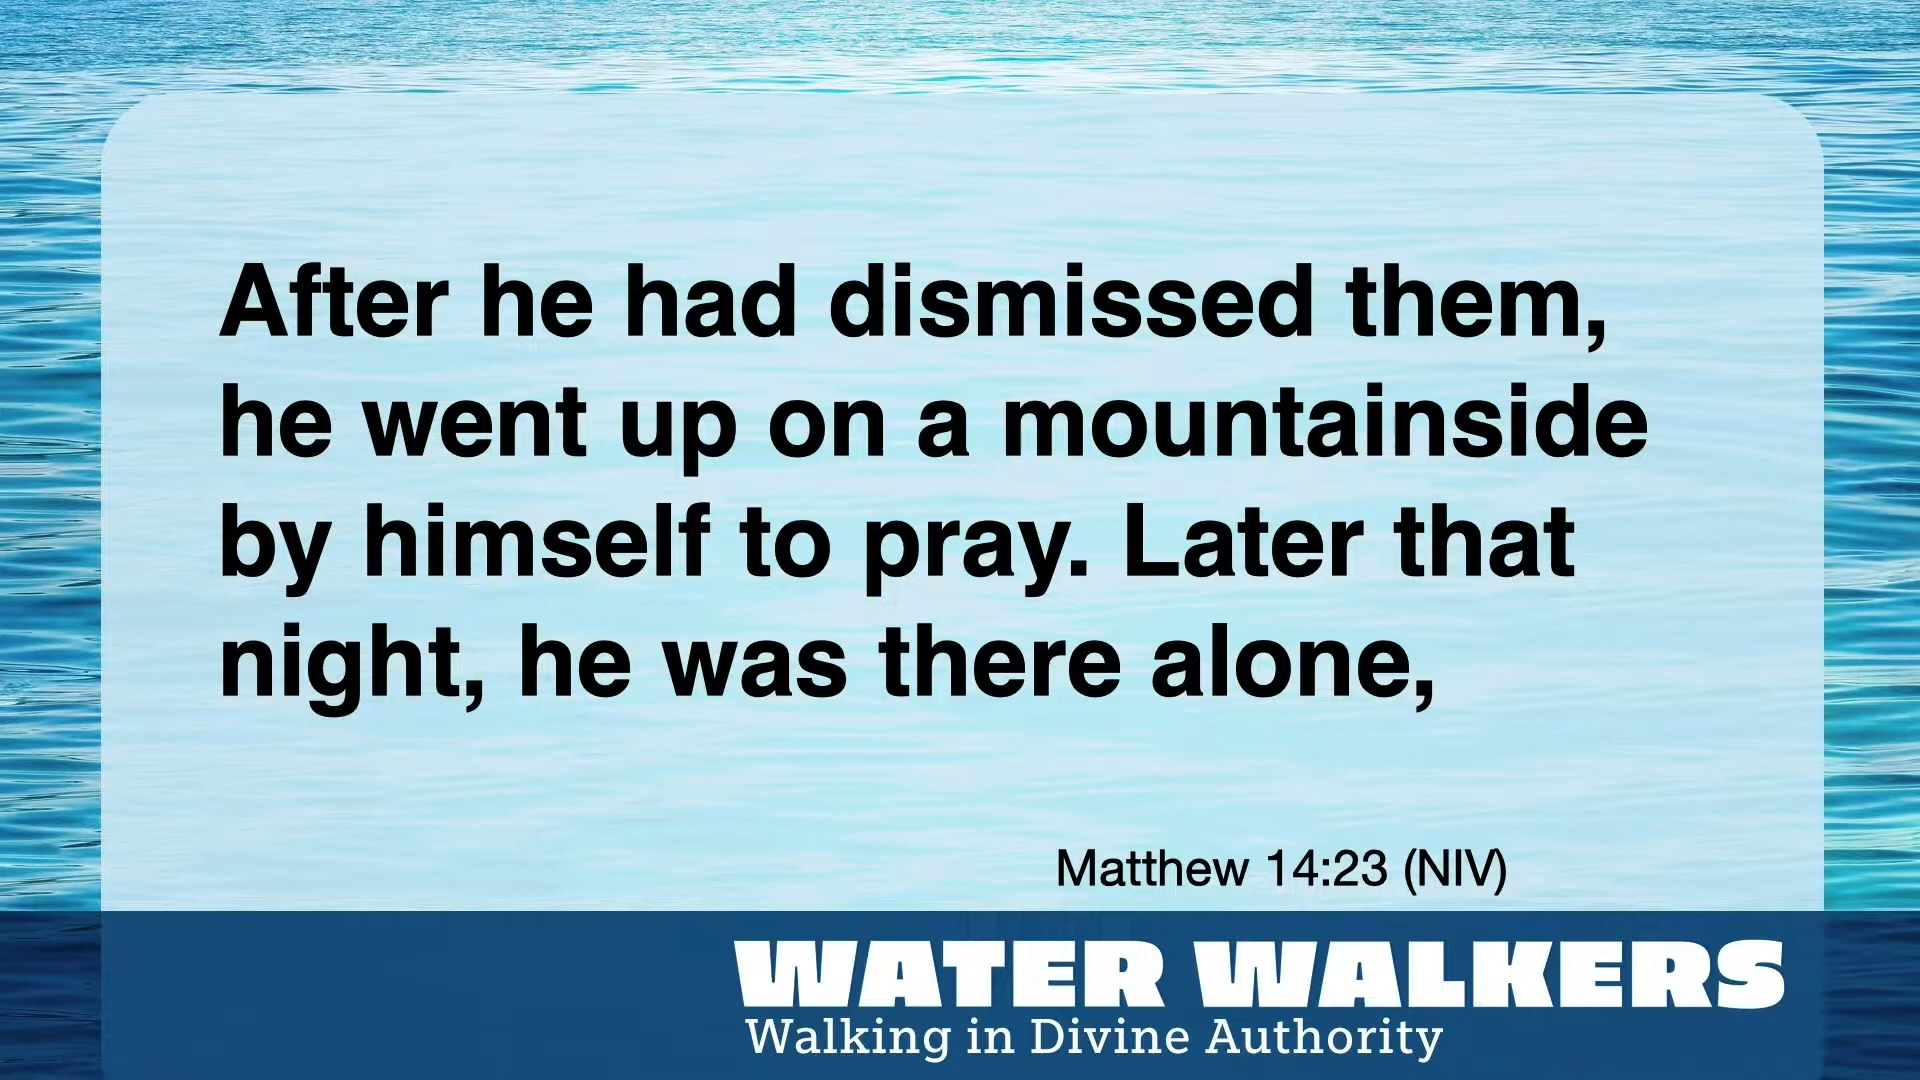 After he had dismissed them,
he went up on a mountainside
by himself to pray. Later that
night, he was there alone,
Matthew 14:23 (NIV)
WATER WALKERS
Walking in Divine Authority